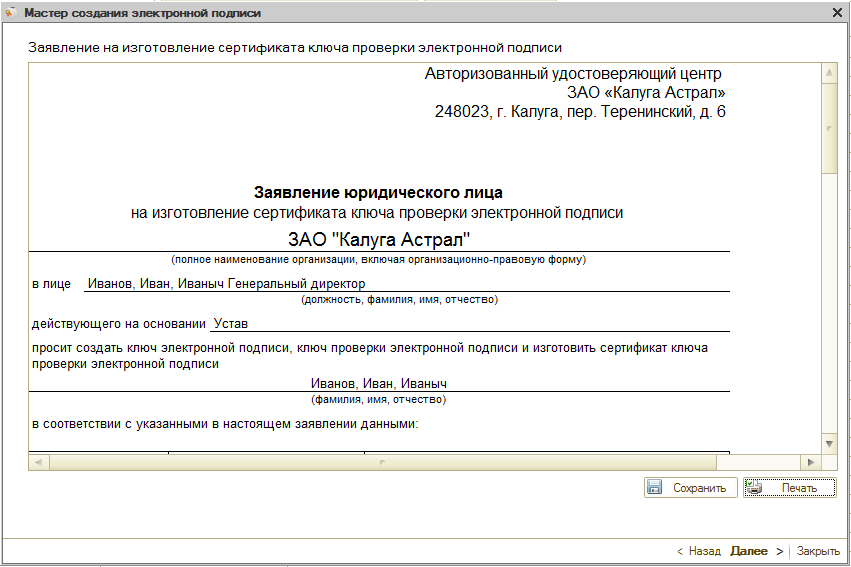 Мастер создания электронной подписи
Заявление на изготовление сертификата ключа проверки электронной подписи
Авторизованный удостоверяющий центр
ЗАО «Калуга Астрал»
248023, г. Калуга, пер. Теренинский, д. 6
Заявление юридического лица
на изготовление сертификата ключа проверки электронной подписи
ЗАО "Калуга Астрал"
(полное наименование организации, включая организационно-правовую форму)
в лице Иванов, Иван, Иваныч Генеральный директор
(должность, фамилия, имя, отчество)
действующего на основании Устав
просит создать ключ электронной подписи, ключ проверки электронной подписи и изготовить сертификат ключа
проверки электронной подписи
Иванов, Иван, Иваныч
(фамилия, имя, отчество)
в соответствии с указанными в настоящем заявлении данными:
Сохранить Печать
< Назад Далее > Закрыть